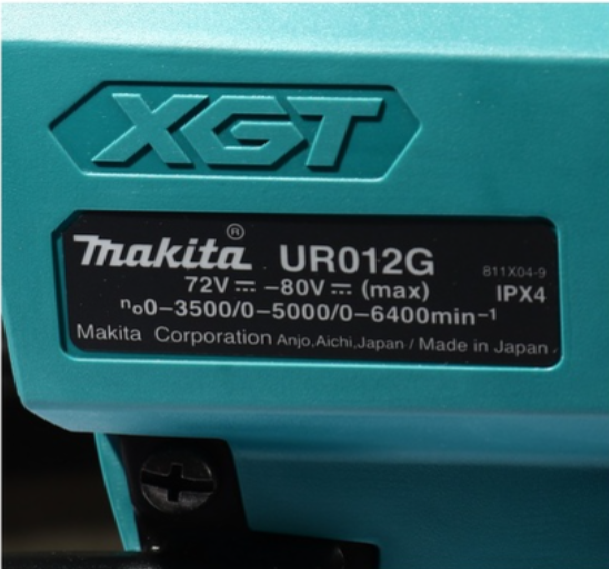 XGT
makita® UR012G
811X04-9
72V ⎓ -80V ⎓ (max) IPX4
n₀0-3500/0-5000/0-6400min⁻¹
Makita Corporation Anjo,Aichi,Japan / Made in Japan